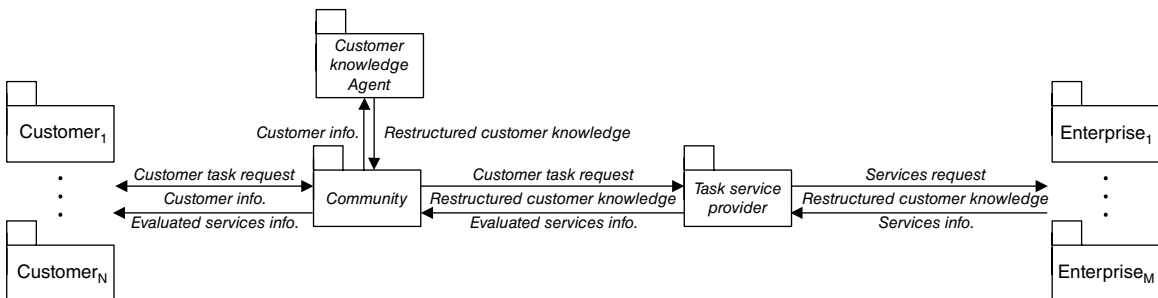 Customer
knowledge
Agent
Customer₁
Enterprise₁
Customer info.
Restructured customer knowledge
Customer task request
Customer info.
Evaluated services info.
Community
Customer task request
Restructured customer knowledge
Evaluated services info.
Task service
provider
Services request
Restructured customer knowledge
Services info.
Customer_N
Enterprise_M